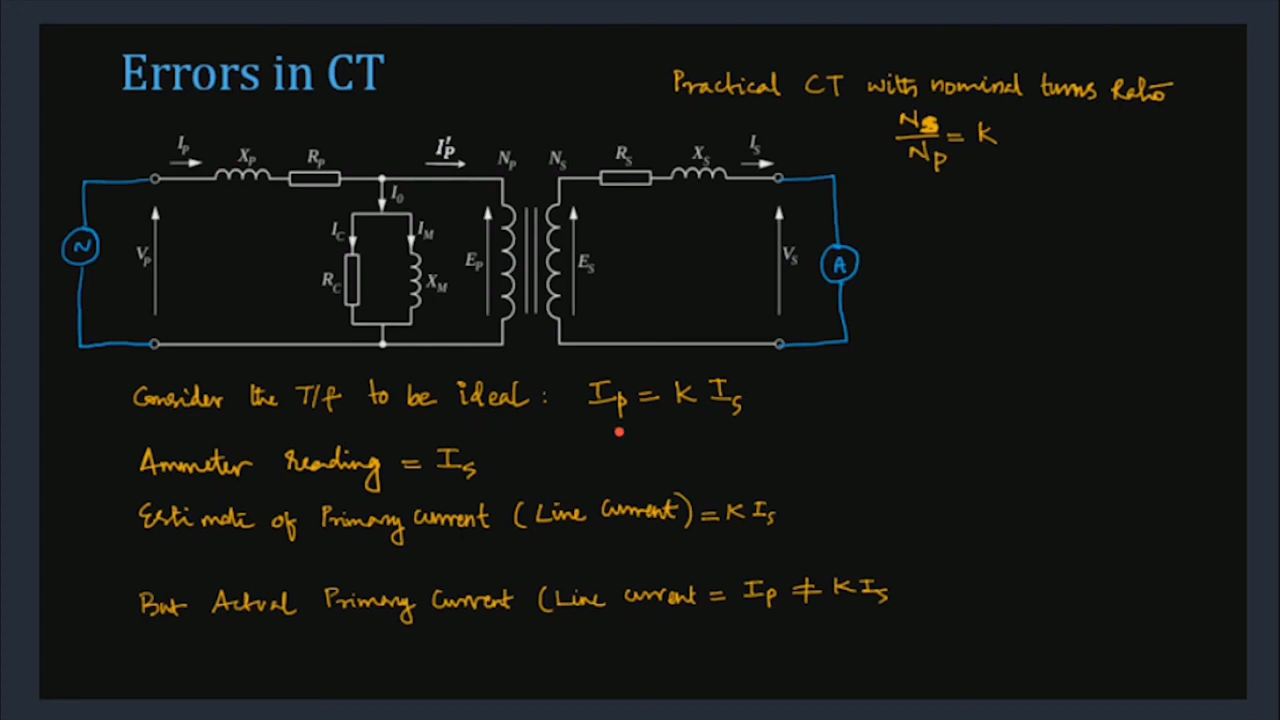 Errors in CT
Practical CT with nominal turns Ratio
Ns/Np = K
Ip Xp Rp I'p Np Ns Rs Xs Is
I0
Ic IM
Vp Rc XM Ep Es Vs
N A
Consider the T/f to be ideal : Ip = K Is
Ammeter reading = Is
Estimate of Primary current (Line current) = K Is
But Actual Primary Current (Line current = Ip ≠ K Is